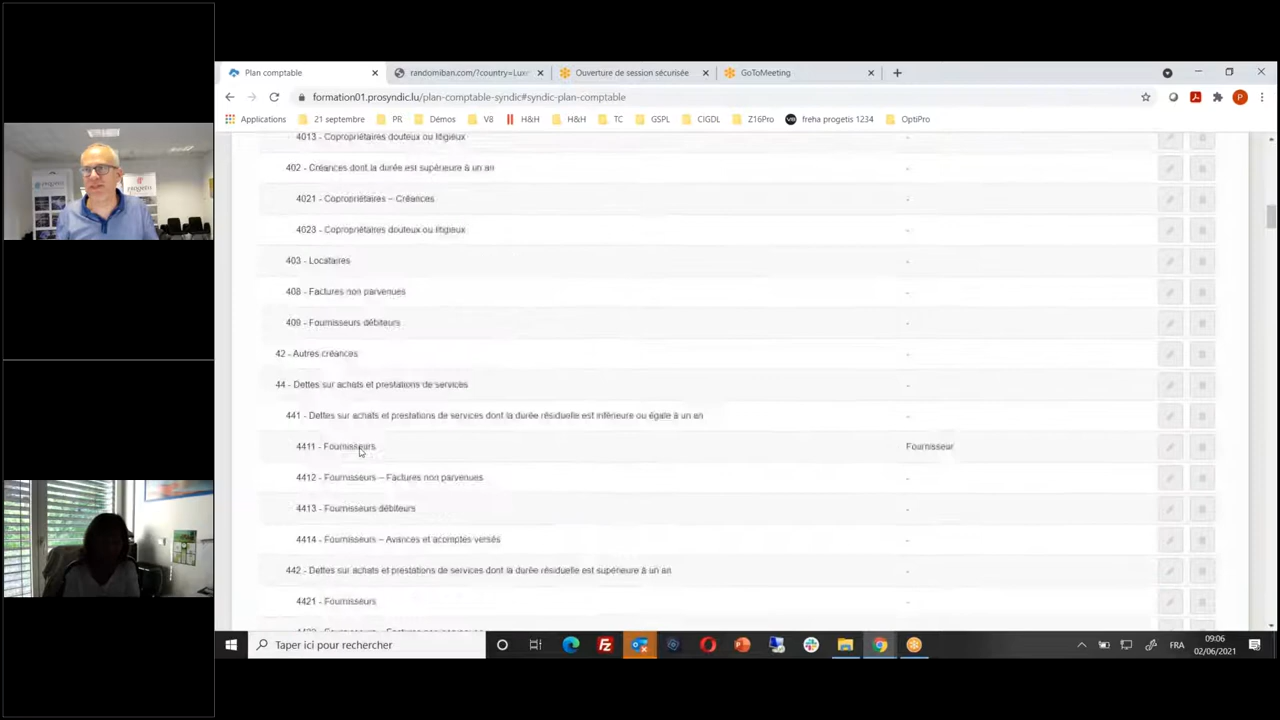 Plan comptable
randomiban.com/?country=Luxe
Ouverture de session sécurisée
GoToMeeting
formation01.prosyndic.lu/plan-comptable-syndic#syndic-plan-comptable
Applications
21 septembre
PR
Démos
V8
H&H
H&H
TC
GSPL
CIGDL
Z16Pro
freha progetis 1234
OptiPro
4013 - Copropriétaires douteux ou litigieux -
402 - Créances dont la durée est supérieure à un an -
4021 - Copropriétaires – Créances -
4023 - Copropriétaires douteux ou litigieux -
403 - Locataires -
408 - Factures non parvenues -
409 - Fournisseurs débiteurs -
42 - Autres créances -
44 - Dettes sur achats et prestations de services -
441 - Dettes sur achats et prestations de services dont la durée résiduelle est inférieure ou égale à un an -
4411 - Fournisseurs Fournisseur
4412 - Fournisseurs – Factures non parvenues -
4413 - Fournisseurs débiteurs -
4414 - Fournisseurs – Avances et acomptes versés -
442 - Dettes sur achats et prestations de services dont la durée résiduelle est supérieure à un an -
4421 - Fournisseurs -
Taper ici pour rechercher
FRA
09:06
02/06/2021